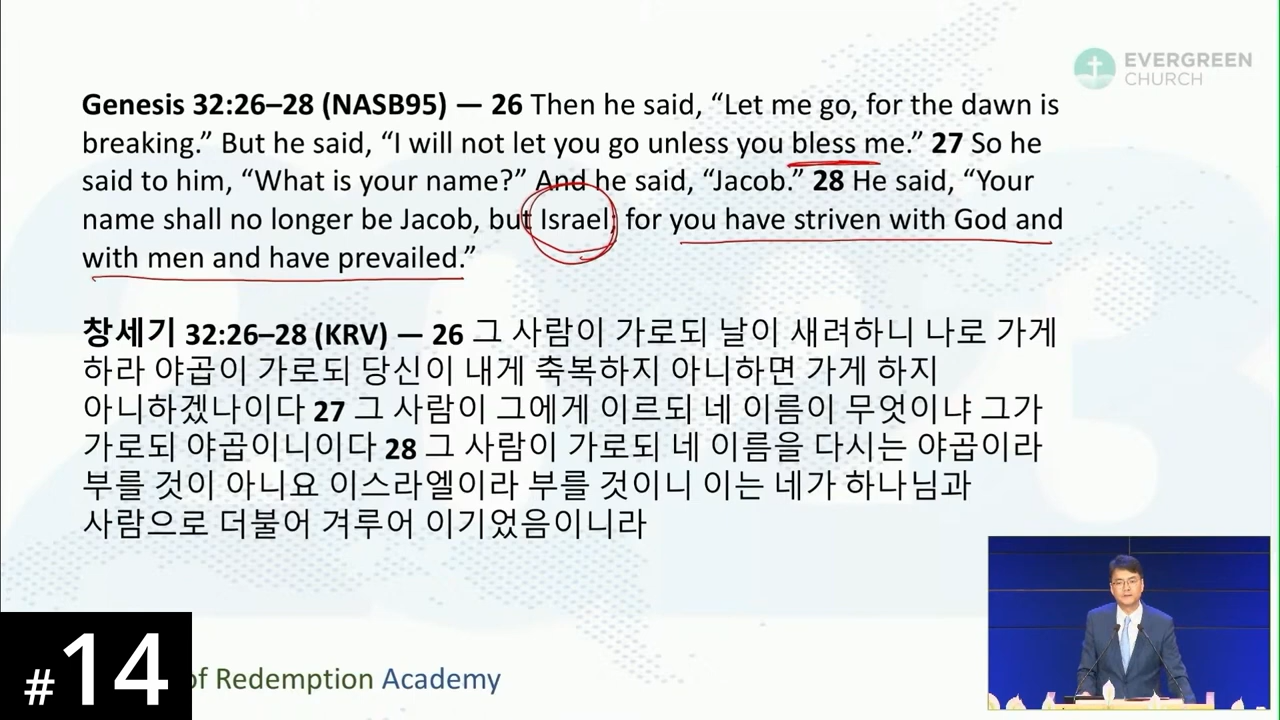 EVERGREEN
CHURCH
Genesis 32:26–28 (NASB95) — 26 Then he said, “Let me go, for the dawn is
breaking.” But he said, “I will not let you go unless you bless me.” 27 So he
said to him, “What is your name?” And he said, “Jacob.” 28 He said, “Your
name shall no longer be Jacob, but Israel; for you have striven with God and
with men and have prevailed.”
창세기 32:26–28 (KRV) — 26 그 사람이 가로되 날이 새려하니 나로 가게
하라 야곱이 가로되 당신이 내게 축복하지 아니하면 가게 하지
아니하겠나이다 27 그 사람이 그에게 이르되 네 이름이 무엇이냐 그가
가로되 야곱이니이다 28 그 사람이 가로되 네 이름을 다시는 야곱이라
부를 것이 아니요 이스라엘이라 부를 것이니 이는 네가 하나님과
사람으로 더불어 겨루어 이기었음이니라
#14
of Redemption Academy